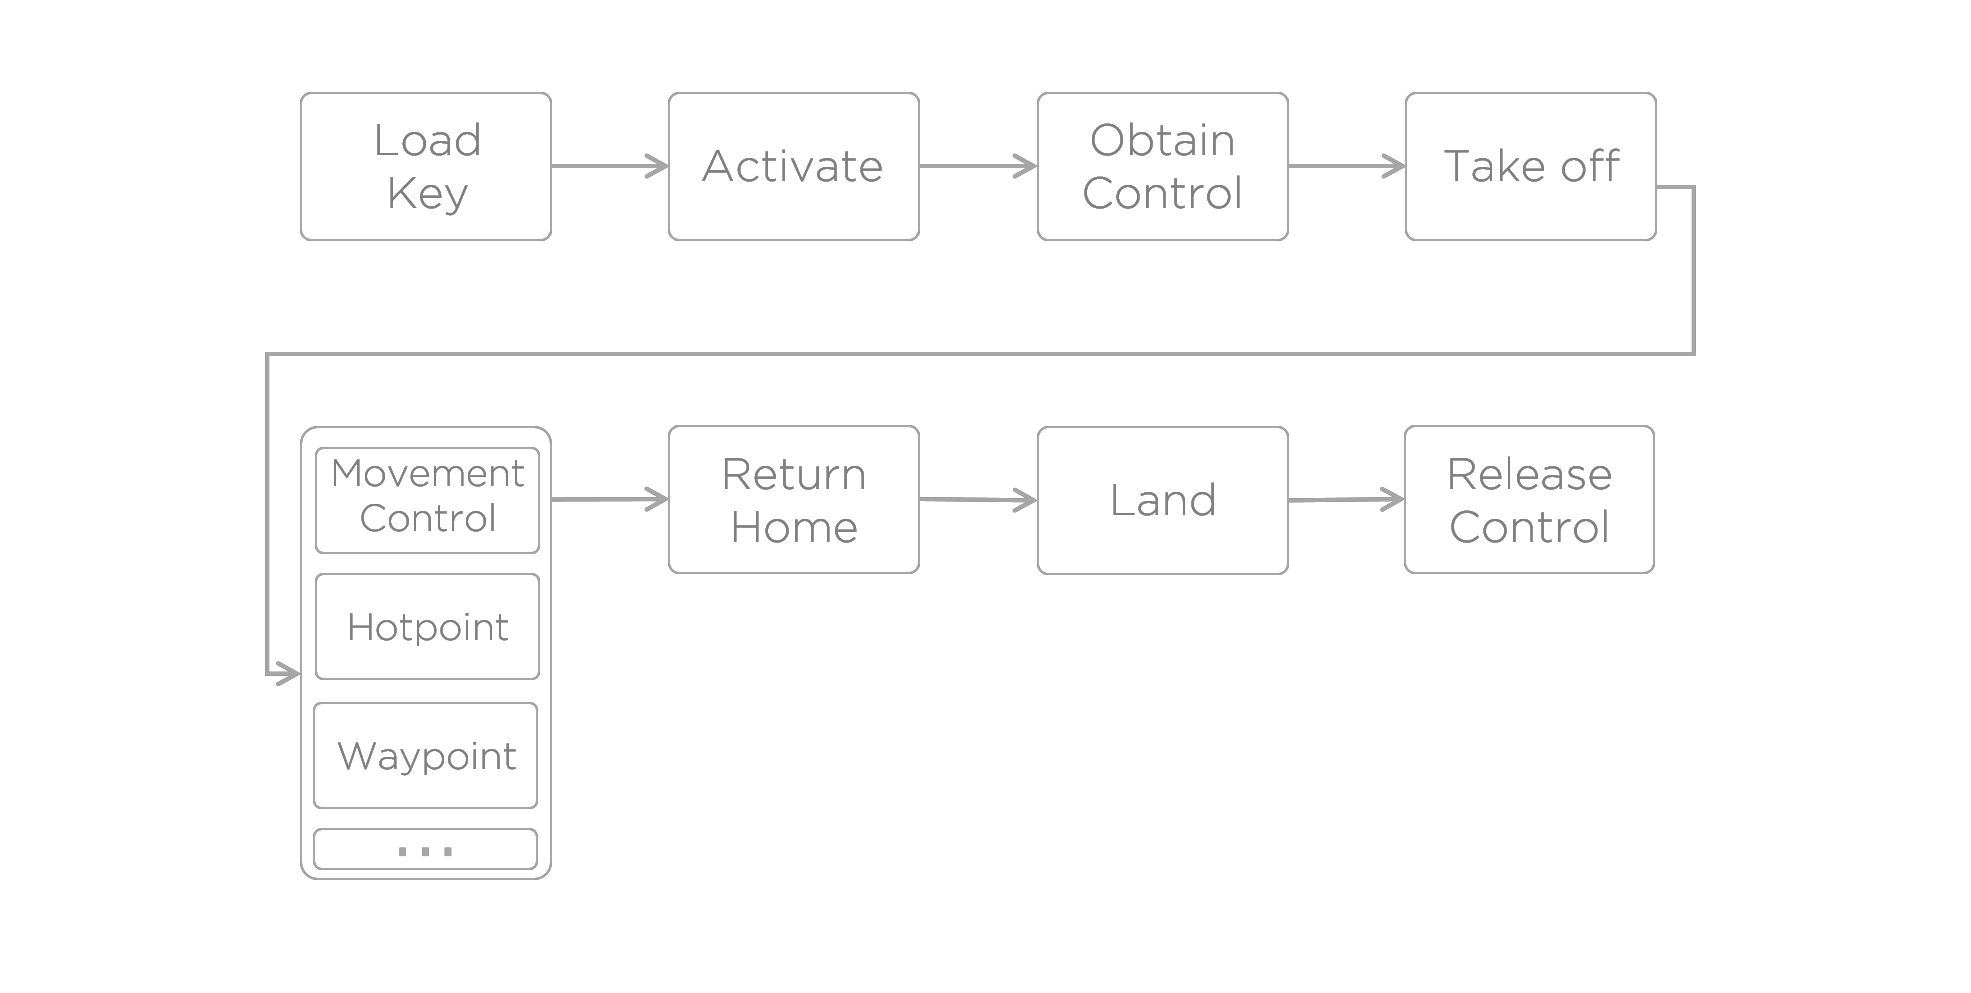 Load
Key
Activate
Obtain
Control
Take off
Movement
Control
Hotpoint
Waypoint
...
Return
Home
Land
Release
Control